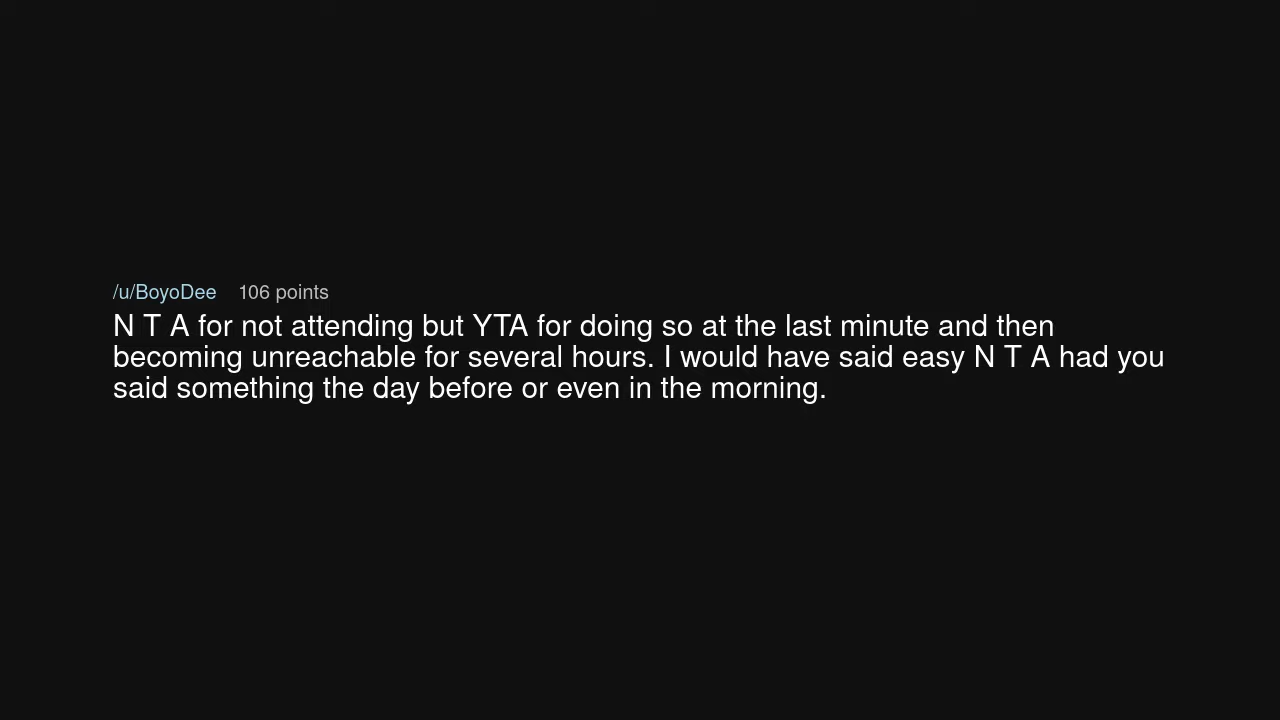 /u/BoyoDee 106 points
N T A for not attending but YTA for doing so at the last minute and then
becoming unreachable for several hours. I would have said easy N T A had you
said something the day before or even in the morning.